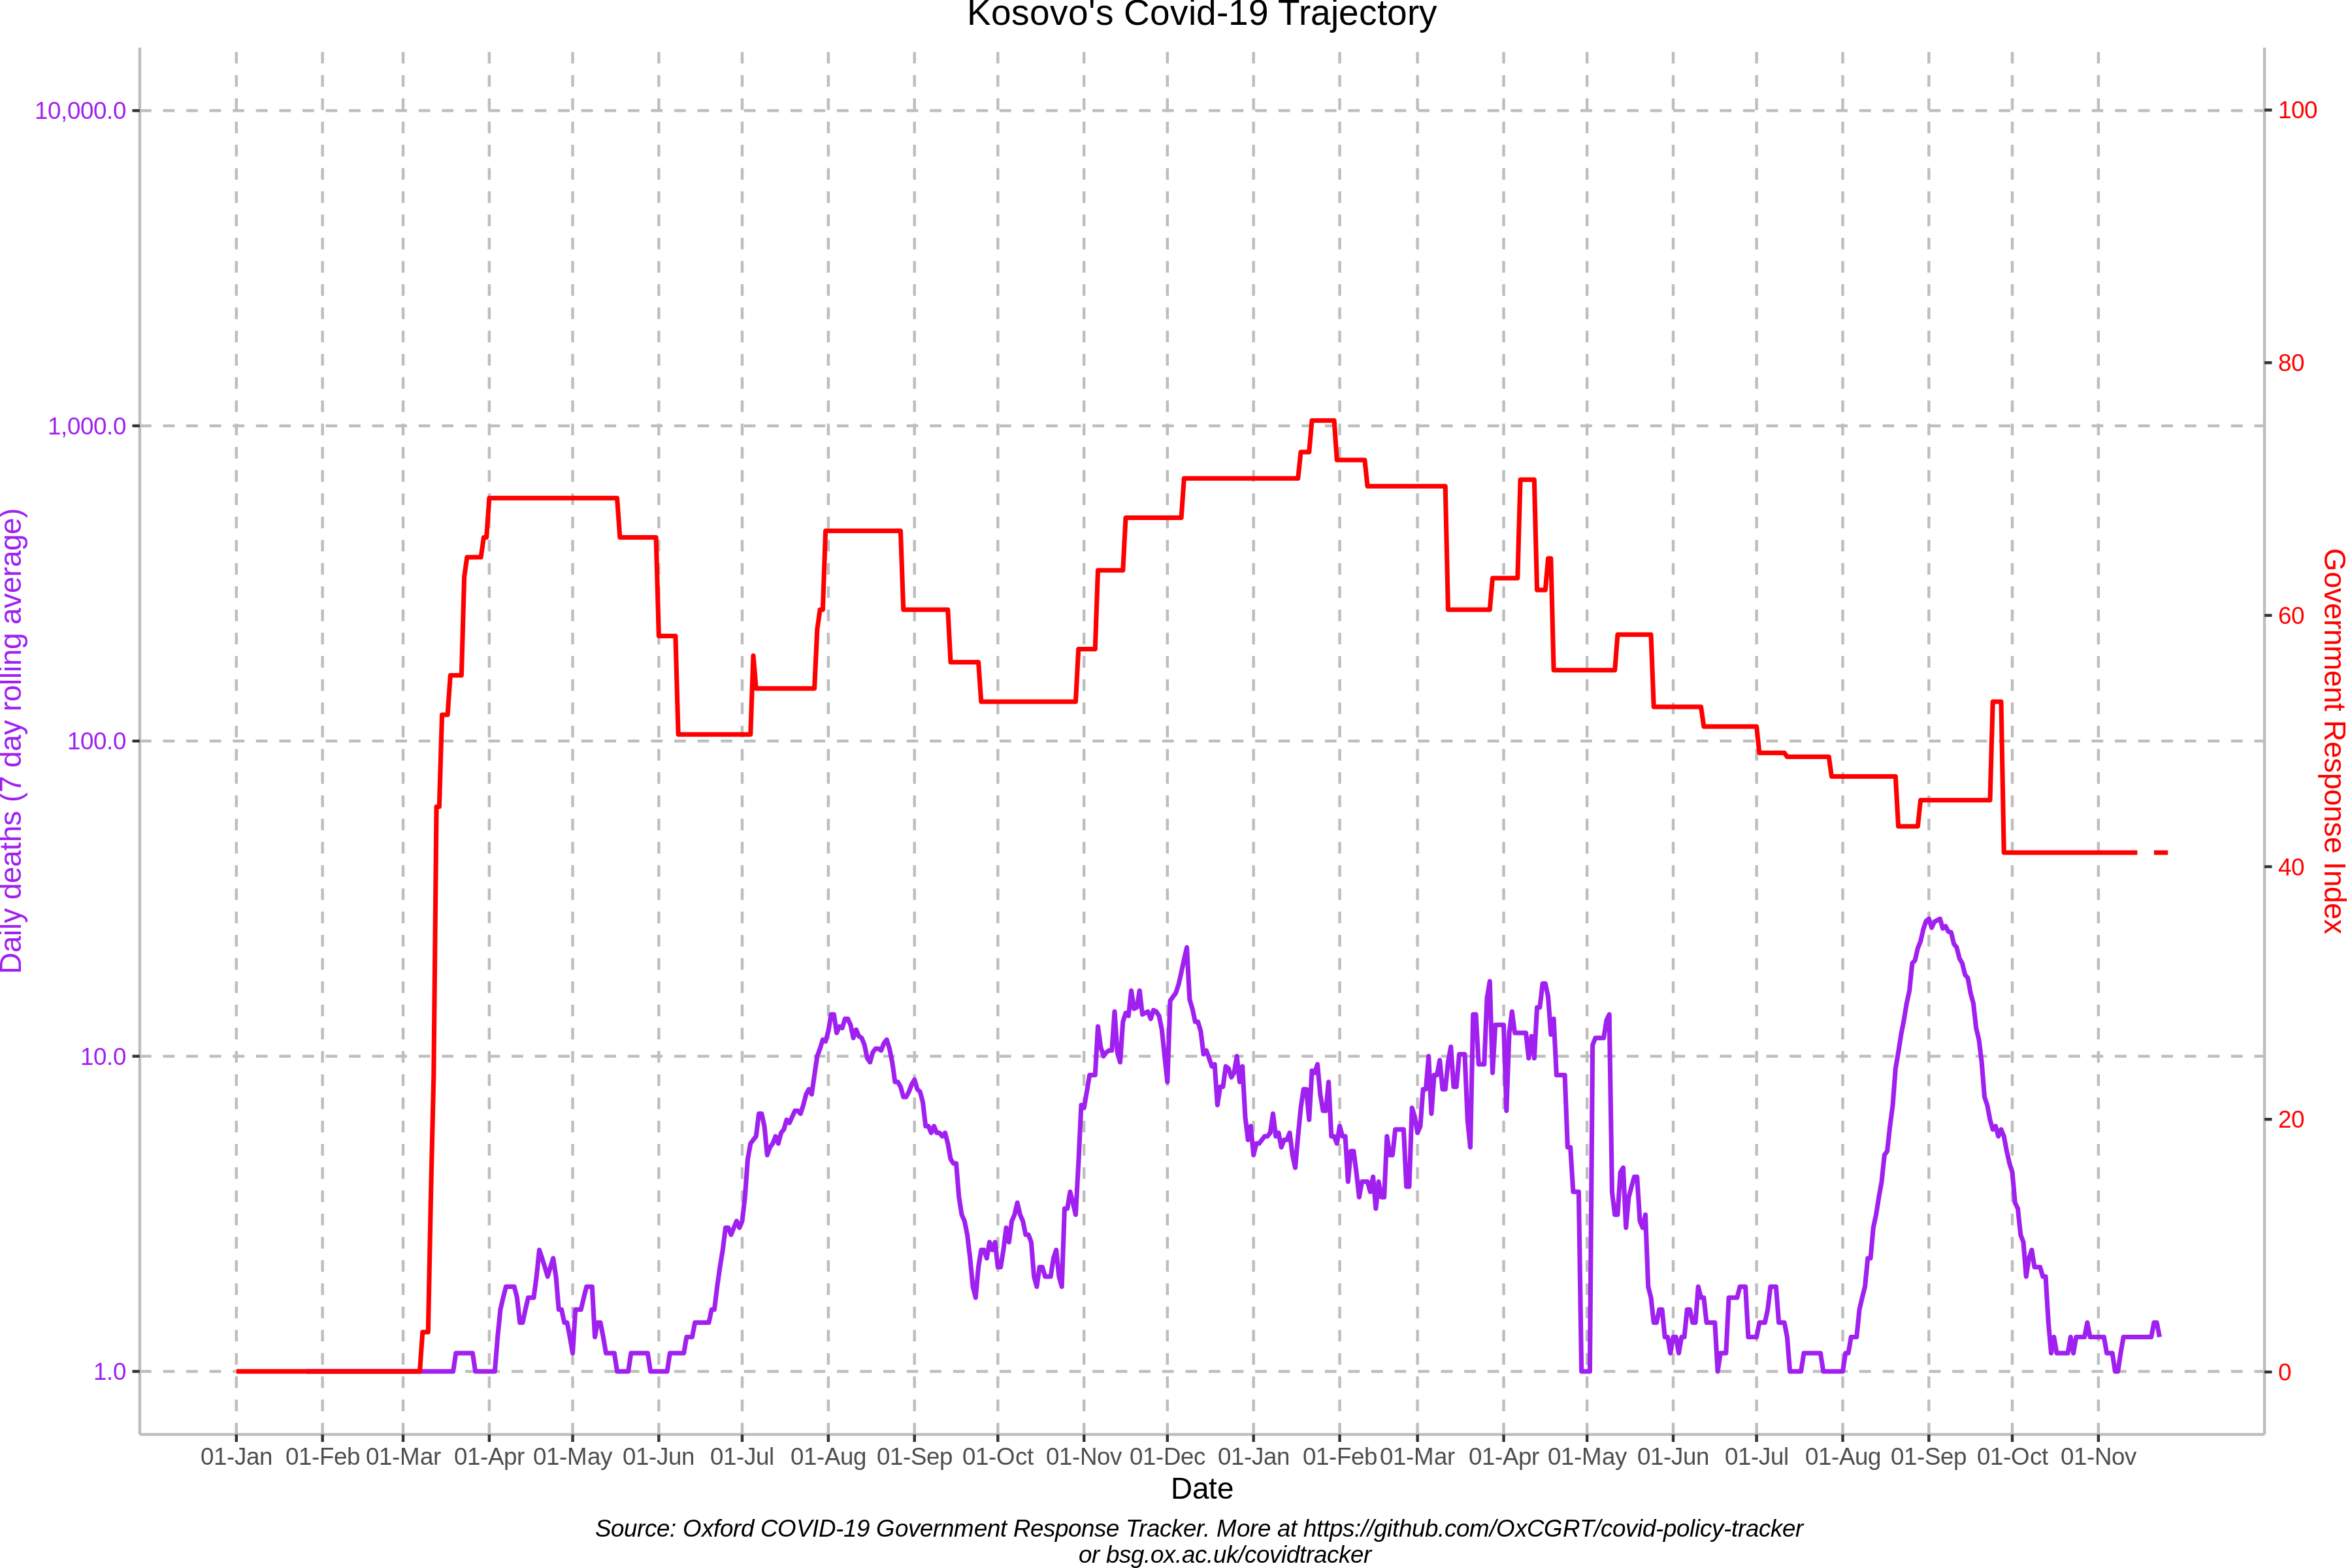 Kosovo's Covid-19 Trajectory
10,000.0
1,000.0
100.0
10.0
1.0
Daily deaths (7 day rolling average)
100
80
60
40
20
0
Government Response Index
01-Jan 01-Feb 01-Mar 01-Apr 01-May 01-Jun 01-Jul 01-Aug 01-Sep 01-Oct 01-Nov 01-Dec 01-Jan 01-Feb 01-Mar 01-Apr 01-May 01-Jun 01-Jul 01-Aug 01-Sep 01-Oct 01-Nov
Date
Source: Oxford COVID-19 Government Response Tracker. More at https://github.com/OxCGRT/covid-policy-tracker
or bsg.ox.ac.uk/covidtracker